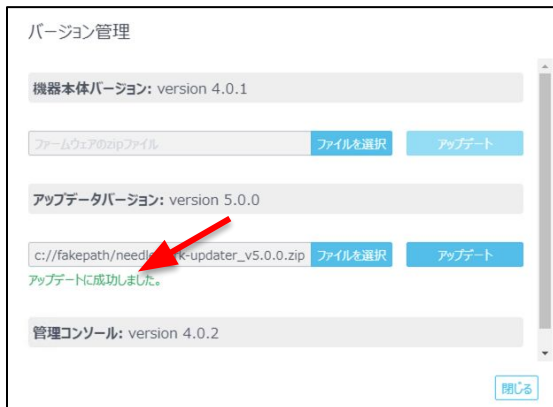 バージョン管理
機器本体バージョン: version 4.0.1
ファームウェアのzipファイル ファイルを選択 アップデート
アップデータバージョン: version 5.0.0
c://fakepath/needl rk-updater_v5.0.0.zip ファイルを選択 アップデート
アップデートに成功しました。
管理コンソール: version 4.0.2
閉じる